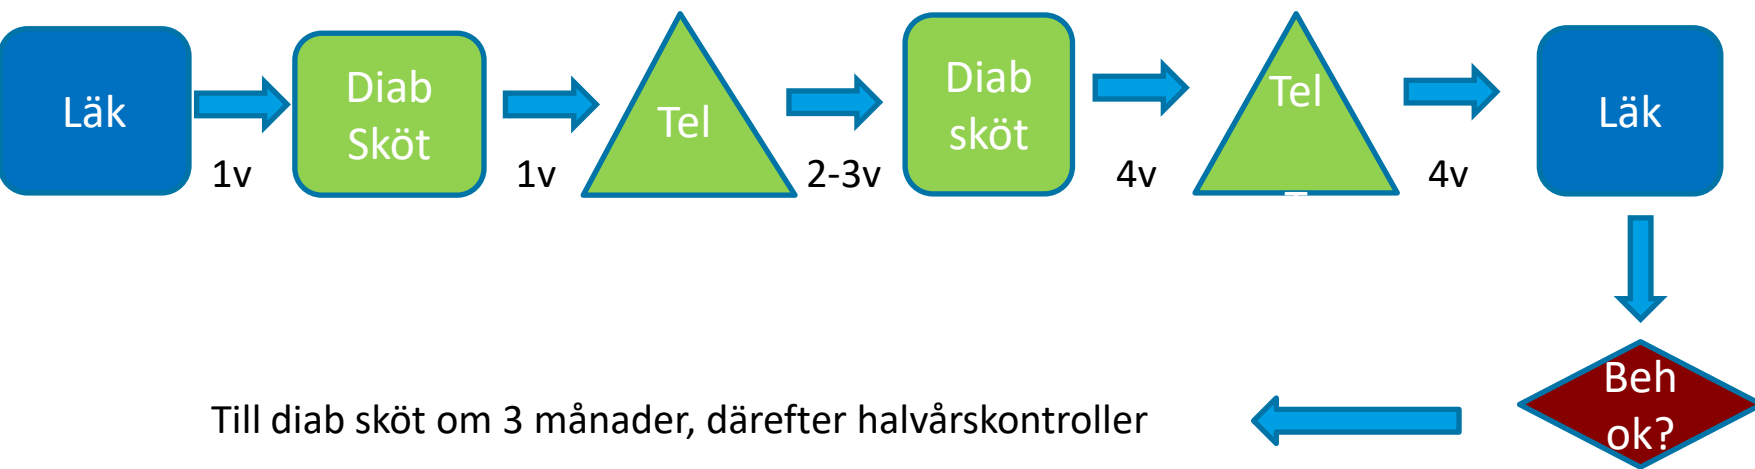 Läk
1v
Diab
Sköt
1v
Tel
2-3v
Diab
sköt
4v
Tel
4v
Läk
Beh
ok?
Till diab sköt om 3 månader, därefter halvårskontroller